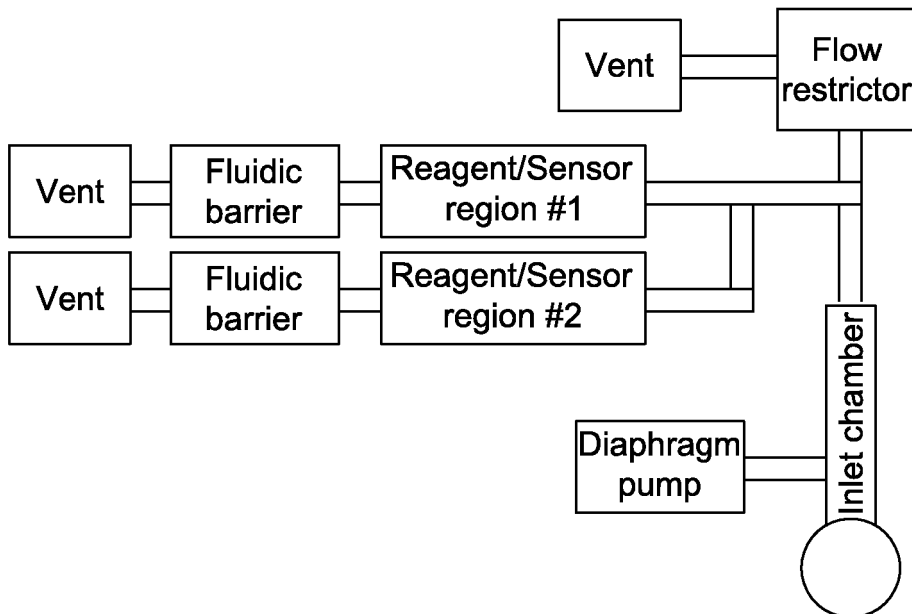 Vent
Flow
restrictor
Vent
Fluidic
barrier
Reagent/Sensor
region #1
Vent
Fluidic
barrier
Reagent/Sensor
region #2
Inlet chamber
Diaphragm
pump